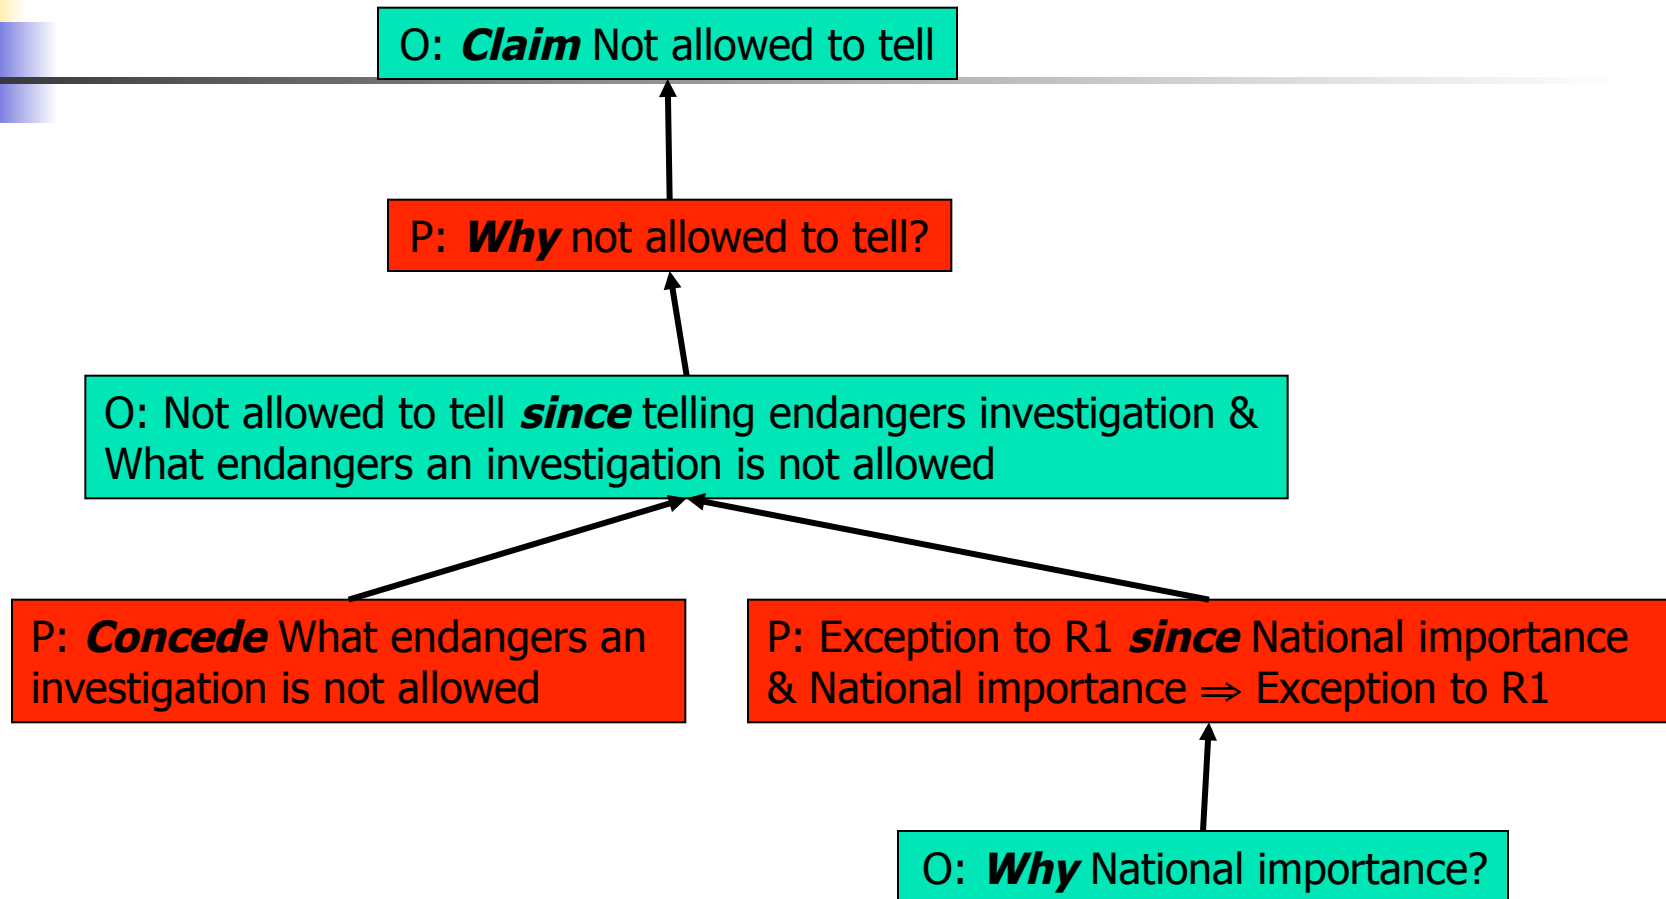 O: Claim Not allowed to tell
P: Why not allowed to tell?
O: Not allowed to tell since telling endangers investigation &
What endangers an investigation is not allowed
P: Concede What endangers an
investigation is not allowed
P: Exception to R1 since National importance
& National importance ⇒ Exception to R1
O: Why National importance?